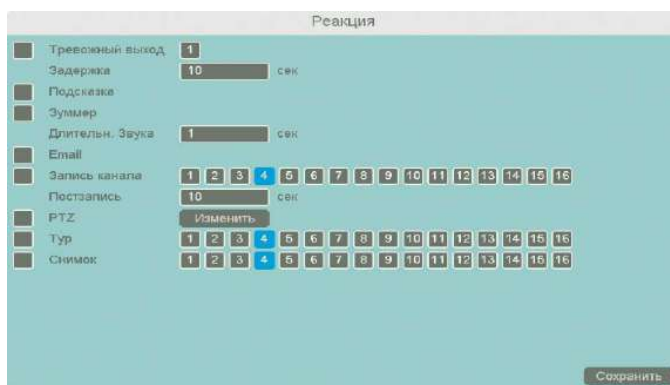 Реакция
Тревожный выход 1
Задержка 10 сек
Подсказка
Зуммер
Длительн. Звука 1 сек
Email
Запись канала 1 2 3 4 5 6 7 8 9 10 11 12 13 14 15 16
Постзапись 10 сек
PTZ Изменить
Тур 1 2 3 4 5 6 7 8 9 10 11 12 13 14 15 16
Снимок 1 2 3 4 5 6 7 8 9 10 11 12 13 14 15 16
Сохранить